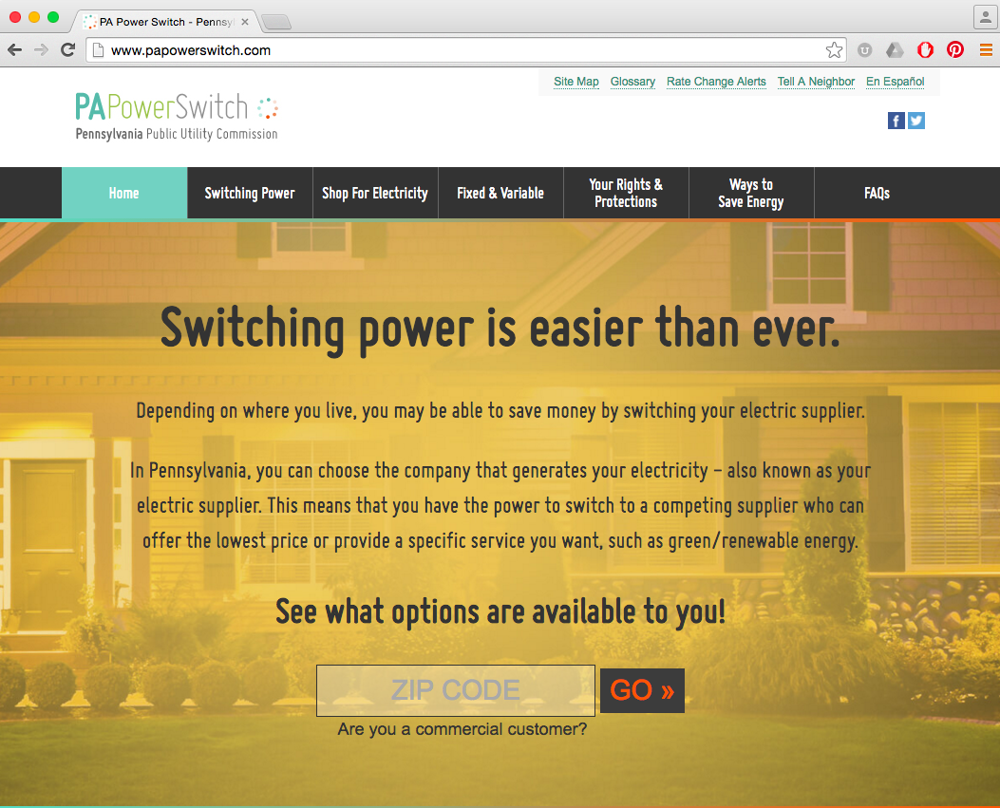 PA Power Switch - Pennsyl
www.papowerswitch.com
Site Map Glossary Rate Change Alerts Tell A Neighbor En Español
PAPowerSwitch
Pennsylvania Public Utility Commission
Home
Switching Power
Shop For Electricity
Fixed & Variable
Your Rights &
Protections
Ways to
Save Energy
FAQs
Switching power is easier than ever.
Depending on where you live, you may be able to save money by switching your electric supplier.
In Pennsylvania, you can choose the company that generates your electricity – also known as your
electric supplier. This means that you have the power to switch to a competing supplier who can
offer the lowest price or provide a specific service you want, such as green/renewable energy.
See what options are available to you!
ZIP CODE GO »
Are you a commercial customer?